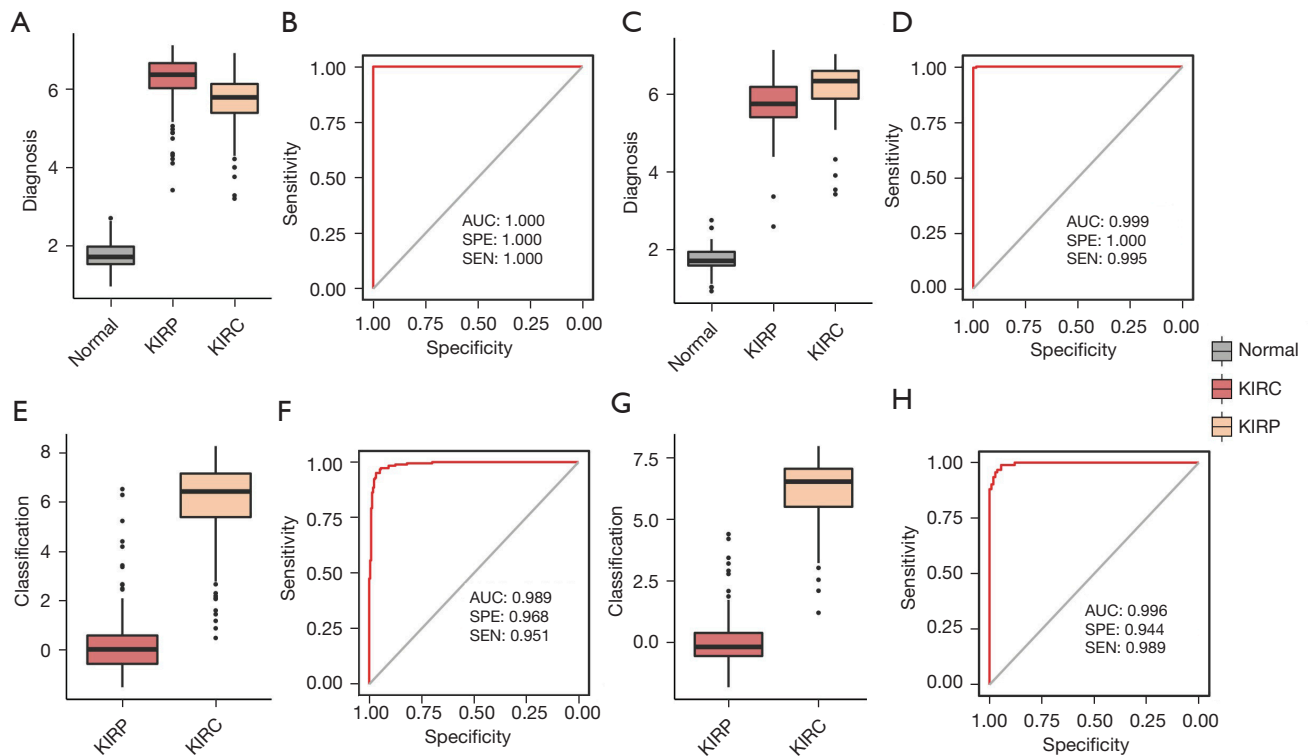 A
Diagnosis
6
4
2
Normal
KIRP
KIRC
B
Sensitivity
1.00
0.75
0.50
0.25
0.00
AUC: 1.000
SPE: 1.000
SEN: 1.000
1.00 0.75 0.50 0.25 0.00
Specificity
C
Diagnosis
6
4
2
Normal
KIRP
KIRC
D
Sensitivity
1.00
0.75
0.50
0.25
0.00
AUC: 0.999
SPE: 1.000
SEN: 0.995
1.00 0.75 0.50 0.25 0.00
Specificity
Normal
KIRC
KIRP
E
Classification
8
6
4
2
0
KIRP
KIRC
F
Sensitivity
1.00
0.75
0.50
0.25
0.00
AUC: 0.989
SPE: 0.968
SEN: 0.951
1.00 0.75 0.50 0.25 0.00
Specificity
G
Classification
7.5
5.0
2.5
0.0
KIRP
KIRC
H
Sensitivity
1.00
0.75
0.50
0.25
0.00
AUC: 0.996
SPE: 0.944
SEN: 0.989
1.00 0.75 0.50 0.25 0.00
Specificity